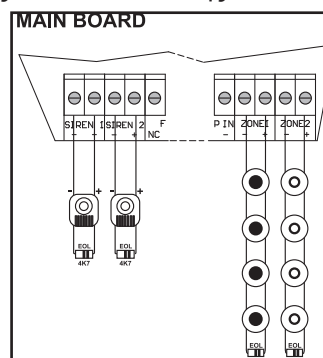 MAIN BOARD
SIREN 1 SIREN 2 F
- + - + NC
P IN ZONE1 ZONE2
- + - +
- + - +
EOL EOL
4K7 4K7
EOL EOL